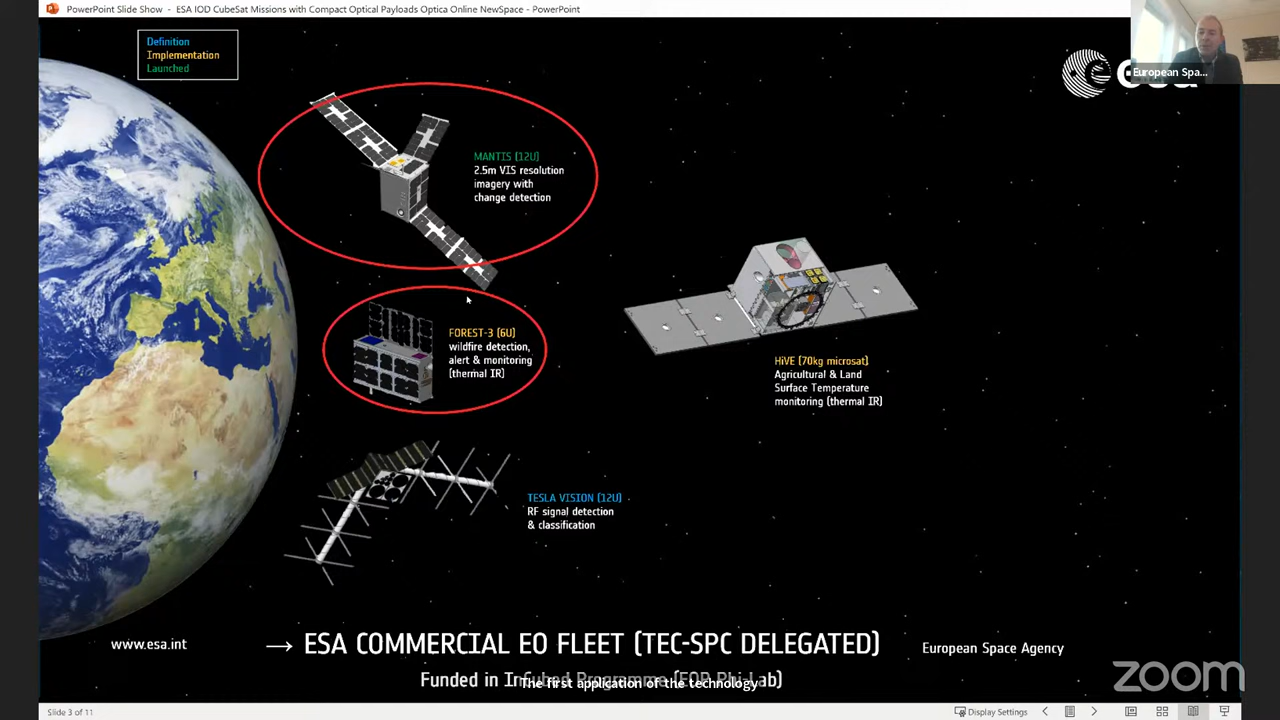 PowerPoint Slide Show - ESA IOD CubeSat Missions with Compact Optical Payloads Optica Online NewSpace - PowerPoint
Definition
Implementation
Launched
European Spa...
MANTIS (12U)
2.5m VIS resolution
imagery with
change detection
FOREST-3 (6U)
wildfire detection,
alert & monitoring
(thermal IR)
HiVE (70kg microsat)
Agricultural & Land
Surface Temperature
monitoring (thermal IR)
TESLA VISION (12U)
RF signal detection
& classification
www.esa.int
→ ESA COMMERCIAL EO FLEET (TEC-SPC DELEGATED)
European Space Agency
Funded in
The first application of the technology
zoom
Slide 3 of 11
Display Settings